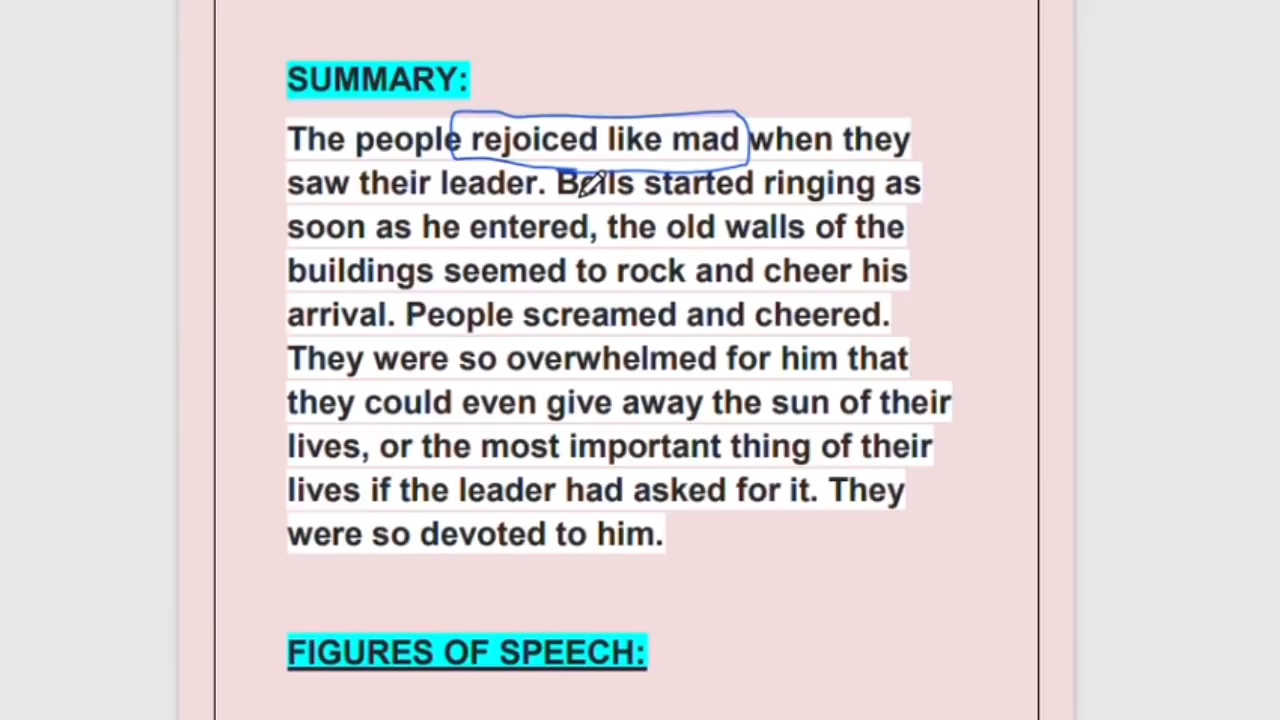 SUMMARY:
The people rejoiced like mad when they
saw their leader. Bells started ringing as
soon as he entered, the old walls of the
buildings seemed to rock and cheer his
arrival. People screamed and cheered.
They were so overwhelmed for him that
they could even give away the sun of their
lives, or the most important thing of their
lives if the leader had asked for it. They
were so devoted to him.
FIGURES OF SPEECH: